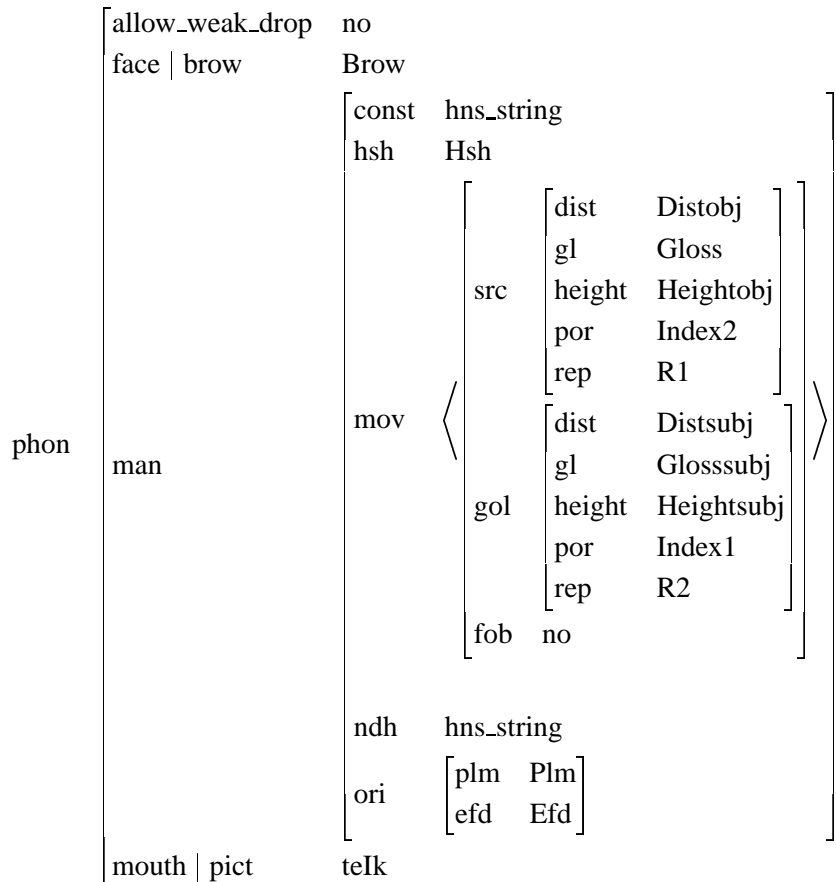 allow_weak_drop no
face | brow Brow
const hns_string
hsh Hsh
dist Distobj
gl Gloss
src height Heightobj
por Index2
rep R1
mov
dist Distsubj
phon man gl Glosssubj
gol height Heightsubj
por Index1
rep R2
fob no
ndh hns_string
ori plm Plm
efd Efd
mouth | pict teIk